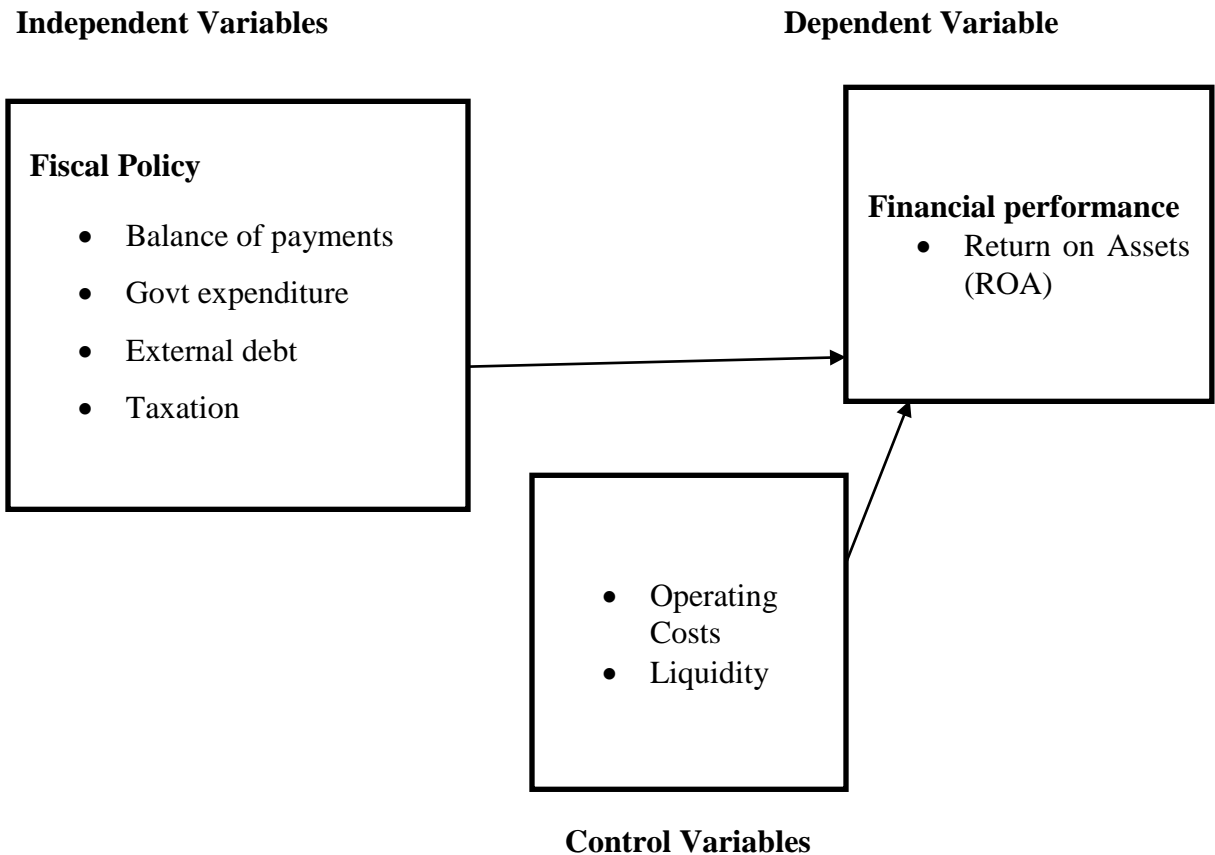 Independent Variables
Dependent Variable
Fiscal Policy
• Balance of payments
• Govt expenditure
• External debt
• Taxation
Financial performance
• Return on Assets
(ROA)
• Operating
Costs
• Liquidity
Control Variables